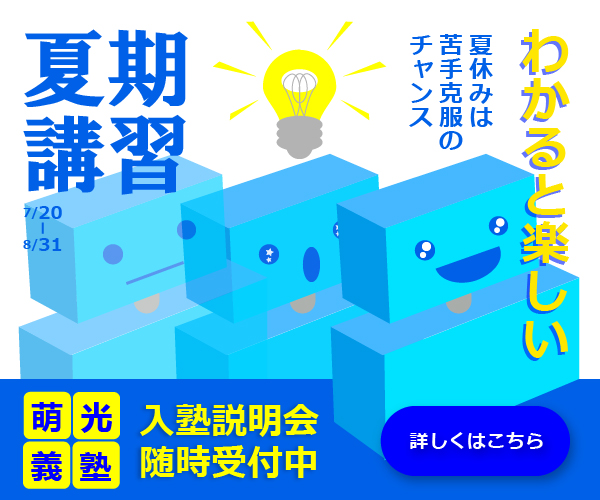 夏期
講習
7/20
|
8/31
夏休みは
苦手克服の
チャンス
わかると楽しい
萌光
義塾
入塾説明会
随時受付中
詳しくはこちら